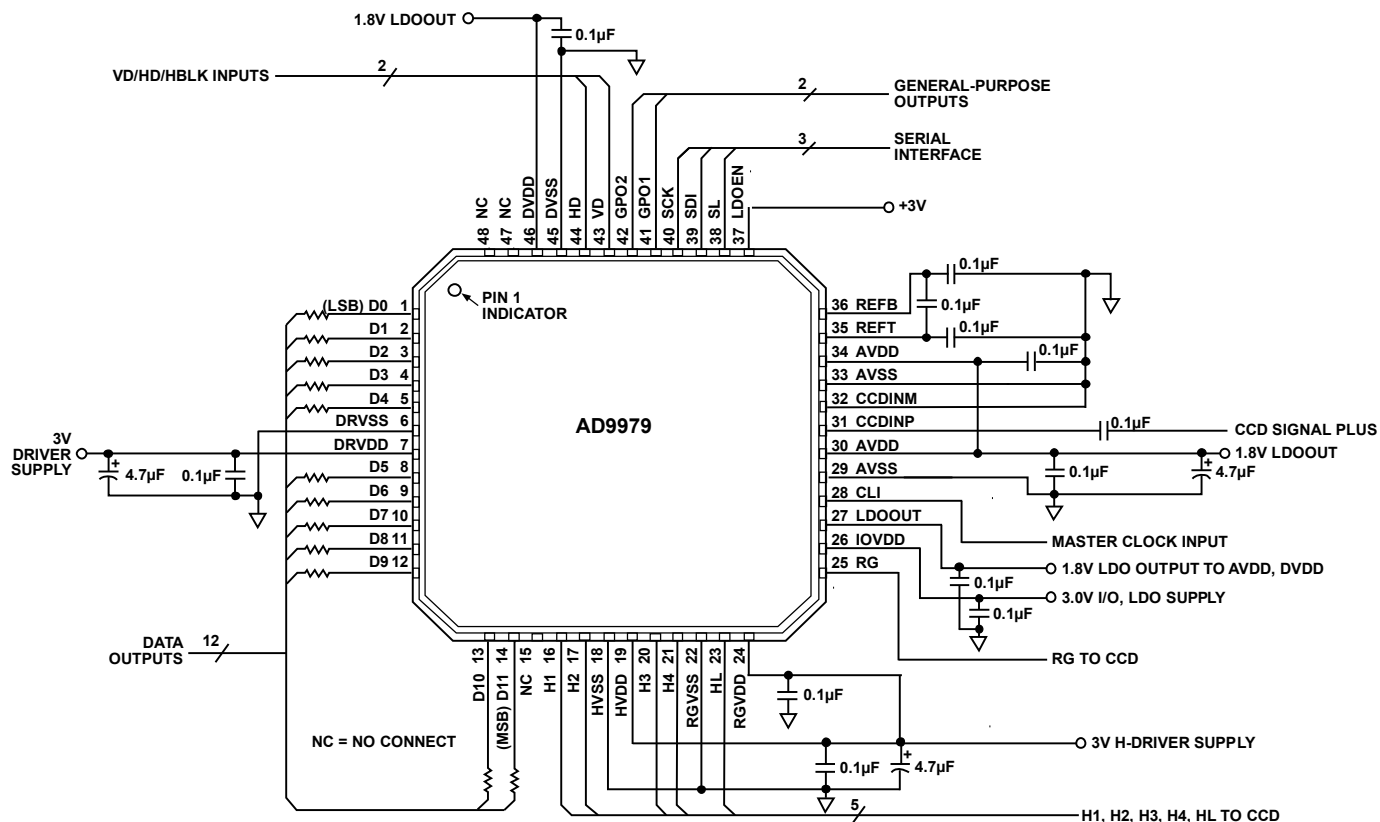 1.8V LDOOUT
0.1µF
VD/HD/HBLK INPUTS
2
2
GENERAL-PURPOSE
OUTPUTS
3
SERIAL
INTERFACE
+3V
48 NC
47 NC
46 DVDD
45 DVSS
44 HD
43 VD
42 GPO2
41 GPO1
40 SCK
39 SDI
38 SL
37 LDOEN
PIN 1
INDICATOR
AD9979
(LSB) D0 1
D1 2
D2 3
D3 4
D4 5
DRVSS 6
DRVDD 7
D5 8
D6 9
D7 10
D8 11
D9 12
3V
DRIVER
SUPPLY
+
4.7µF
0.1µF
DATA
OUTPUTS
12
D10 13
(MSB) D11 14
NC 15
H1 16
H2 17
HVSS 18
HVDD 19
H3 20
H4 21
RGVSS 22
HL 23
RGVDD 24
NC = NO CONNECT
36 REFB
35 REFT
34 AVDD
33 AVSS
32 CCDINM
31 CCDINP
30 AVDD
29 AVSS
28 CLI
27 LDOOUT
26 IOVDD
25 RG
0.1µF
0.1µF
0.1µF
0.1µF
0.1µF
CCD SIGNAL PLUS
1.8V LDOOUT
0.1µF
+
4.7µF
MASTER CLOCK INPUT
1.8V LDO OUTPUT TO AVDD, DVDD
0.1µF
3.0V I/O, LDO SUPPLY
0.1µF
RG TO CCD
0.1µF
3V H-DRIVER SUPPLY
0.1µF
+
4.7µF
5
H1, H2, H3, H4, HL TO CCD